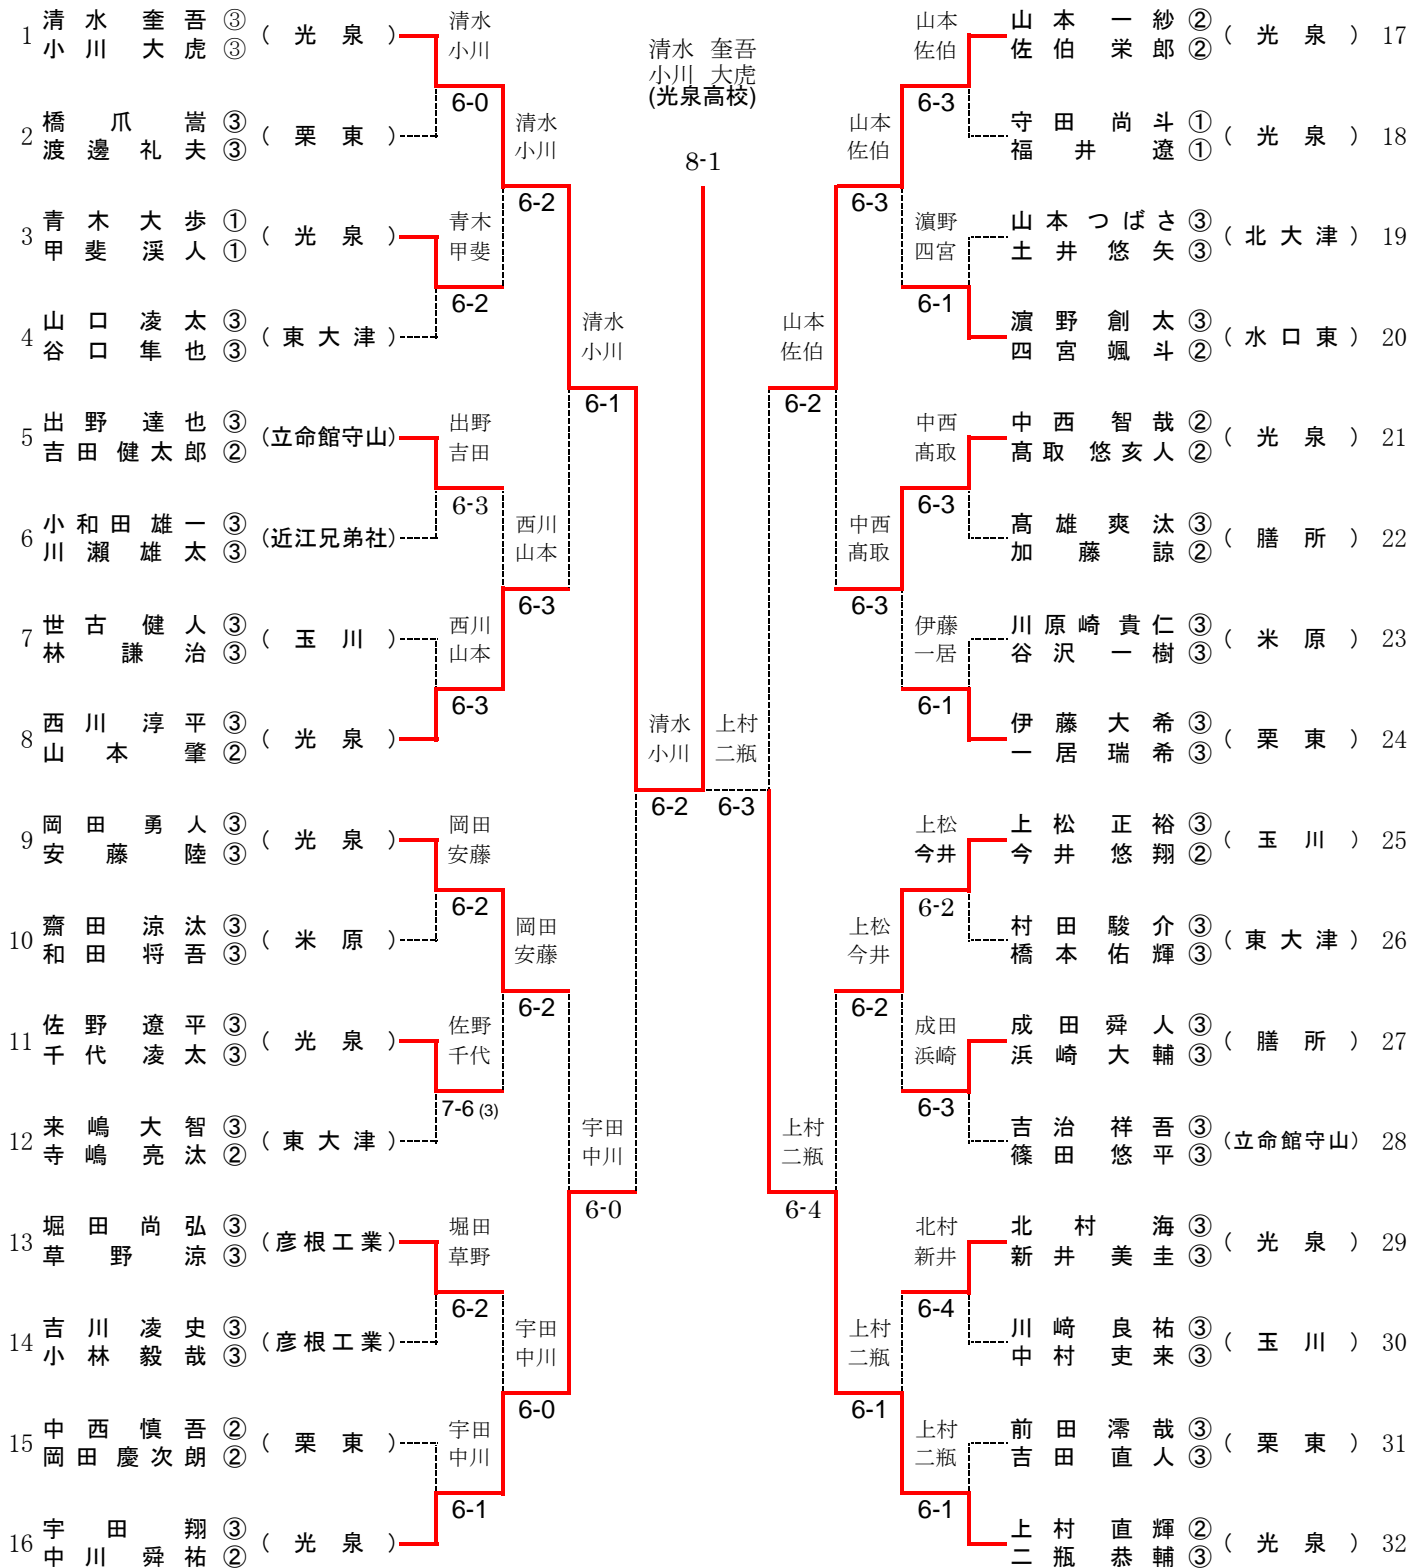 1 清水奎吾 ③ (光泉)
小川大虎 ③
2 橋爪嵩 ③ (栗東)
渡邊礼夫 ③
3 青木大歩 ① (光泉)
甲斐渓人 ①
4 山口凌太 ③ (東大津)
谷口隼也 ③
5 出野達也 ③ (立命館守山)
吉田健太郎 ②
6 小和田雄一 ③ (近江兄弟社)
川瀬雄太 ③
7 世古健人 ③ (玉川)
林謙治 ③
8 西川淳平 ③ (光泉)
山本肇 ②
9 岡田勇人 ③ (光泉)
安藤陸 ③
10 齋田涼汰 ③ (米原)
和田将吾 ③
11 佐野遼平 ③ (光泉)
千代凌太 ③
12 来嶋大智 ③ (東大津)
寺嶋亮汰 ②
13 堀田尚弘 ③ (彦根工業)
草野涼 ③
14 吉川凌史 ③ (彦根工業)
小林毅哉 ③
15 中西慎吾 ② (栗東)
岡田慶次朗 ②
16 宇田翔 ③ (光泉)
中川舜祐 ②
清水
小川
6-0
青木
甲斐
6-2
出野
吉田
6-3
西川
山本
6-3
岡田
安藤
6-2
佐野
千代
7-6 (3)
堀田
草野
6-2
宇田
中川
6-1
清水
小川
6-2
西川
山本
6-3
岡田
安藤
6-2
宇田
中川
6-0
清水
小川
6-1
宇田
中川
6-0
清水
小川
6-2
清水 奎吾
小川 大虎
(光泉高校)
8-1
上村
二瓶
6-3
山本
佐伯
6-2
上村
二瓶
6-4
山本
佐伯
6-3
中西
髙取
6-3
上松
今井
6-2
上村
二瓶
6-1
山本
佐伯
6-3
濵野
四宮
6-1
中西
髙取
6-3
伊藤
一居
6-1
上松
今井
6-2
成田
浜崎
6-3
北村
新井
6-4
上村
二瓶
6-1
山本一紗 ② (光泉) 17
佐伯栄郎 ②
守田尚斗 ① (光泉) 18
福井遼 ①
山本つばさ ③ (北大津) 19
土井悠矢 ③
濵野創太 ③ (水口東) 20
四宮颯斗 ②
中西智哉 ② (光泉) 21
髙取悠亥人 ②
髙雄爽汰 ③ (膳所) 22
加藤諒 ②
川原崎貴仁 ③ (米原) 23
谷沢一樹 ③
伊藤大希 ③ (栗東) 24
一居瑞希 ③
上松正裕 ③ (玉川) 25
今井悠翔 ②
村田駿介 ③ (東大津) 26
橋本佑輝 ③
成田舜人 ③ (膳所) 27
浜崎大輔 ③
吉治祥吾 ③ (立命館守山) 28
篠田悠平 ③
北村海 ③ (光泉) 29
新井美圭 ③
川﨑良祐 ③ (玉川) 30
中村吏来 ③
前田澪哉 ③ (栗東) 31
吉田直人 ③
上村直輝 ② (光泉) 32
二瓶恭輔 ③